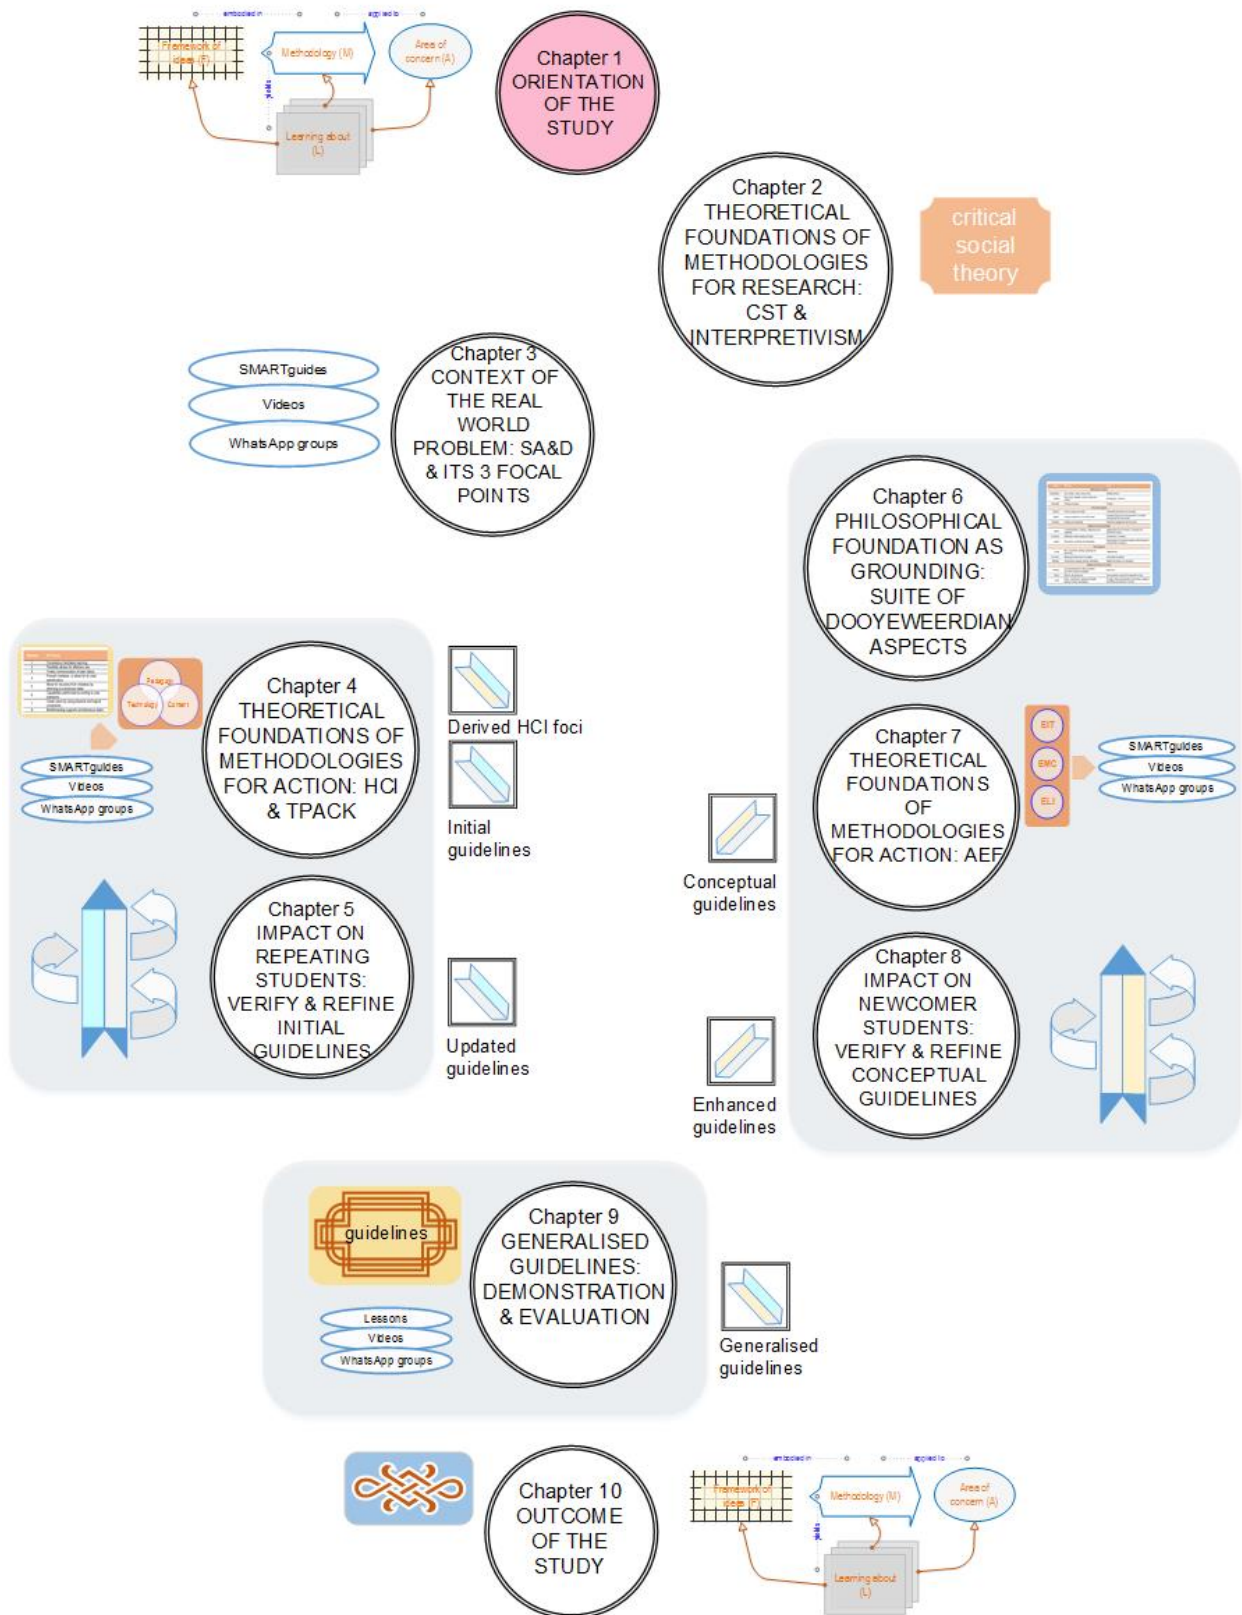 embodied in
applied to
Framework of
ideas (F)
Methodology (M)
Area of
concern (A)
yields
Learning about
(L)
Chapter 1
ORIENTATION
OF THE
STUDY
Chapter 2
THEORETICAL
FOUNDATIONS OF
METHODOLOGIES
FOR RESEARCH:
CST &
INTERPRETIVISM
critical
social
theory
SMARTguides
Videos
WhatsApp groups
Chapter 3
CONTEXT OF
THE REAL
WORLD
PROBLEM: SA&D
& ITS 3 FOCAL
POINTS
Chapter 6
PHILOSOPHICAL
FOUNDATION AS
GROUNDING:
SUITE OF
DOOYEWEERDIAN
ASPECTS
Pedagogy
Technology
Content
SMARTguides
Videos
WhatsApp groups
Chapter 4
THEORETICAL
FOUNDATIONS OF
METHODOLOGIES
FOR ACTION: HCI
& TPACK
Derived HCI foci
Initial
guidelines
Chapter 7
THEORETICAL
FOUNDATIONS
OF
METHODOLOGIES
FOR ACTION: AEF
EIT
EMC
ELI
SMARTguides
Videos
WhatsApp groups
Conceptual
guidelines
Chapter 5
IMPACT ON
REPEATING
STUDENTS:
VERIFY & REFINE
INITIAL
GUIDELINES
Updated
guidelines
Chapter 8
IMPACT ON
NEWCOMER
STUDENTS:
VERIFY & REFINE
CONCEPTUAL
GUIDELINES
Enhanced
guidelines
guidelines
Lessons
Videos
WhatsApp groups
Chapter 9
GENERALISED
GUIDELINES:
DEMONSTRATION
& EVALUATION
Generalised
guidelines
Chapter 10
OUTCOME
OF THE
STUDY
embodied in
applied to
Framework of
ideas (F)
Methodology (M)
Area of
concern (A)
yields
Learning about
(L)